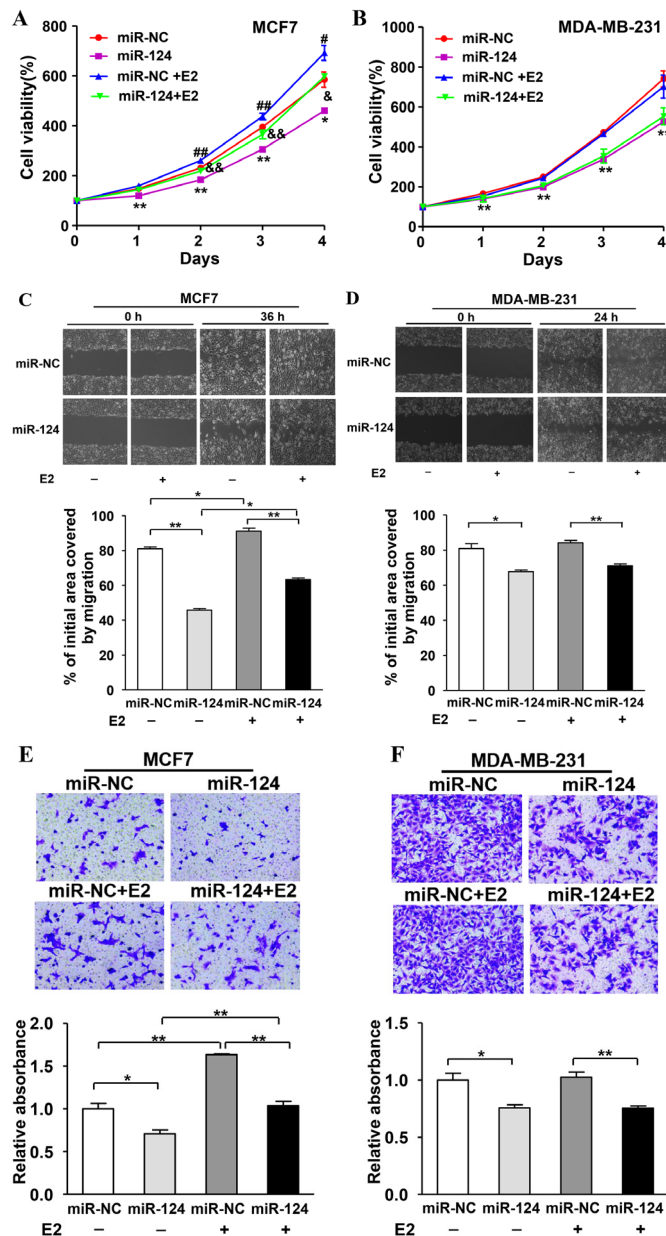 A
MCF7
miR-NC
miR-124
miR-NC +E2
miR-124+E2
Cell viability(%)
800
600
400
200
0
0 1 2 3 4
Days
** ** ** *
## ## #
&& && &
B
MDA-MB-231
miR-NC
miR-124
miR-NC +E2
miR-124+E2
Cell viability(%)
1000
800
600
400
200
0
0 1 2 3 4
Days
** ** ** **
C
MCF7
0 h 36 h
miR-NC
miR-124
E2 – + – +
% of initial area covered
by migration
100
80
60
40
20
0
* * ** **
miR-NC miR-124 miR-NC miR-124
E2 – – + +
D
MDA-MB-231
0 h 24 h
miR-NC
miR-124
E2 – + – +
% of initial area covered
by migration
100
80
60
40
20
0
* **
miR-NC miR-124 miR-NC miR-124
E2 – – + +
E
MCF7
miR-NC miR-124
miR-NC+E2 miR-124+E2
Relative absorbance
2.0
1.5
1.0
0.5
0.0
** ** ** *
miR-NC miR-124 miR-NC miR-124
E2 – – + +
F
MDA-MB-231
miR-NC miR-124
miR-NC+E2 miR-124+E2
Relative absorbance
1.5
1.0
0.5
0.0
* **
miR-NC miR-124 miR-NC miR-124
E2 – – + +